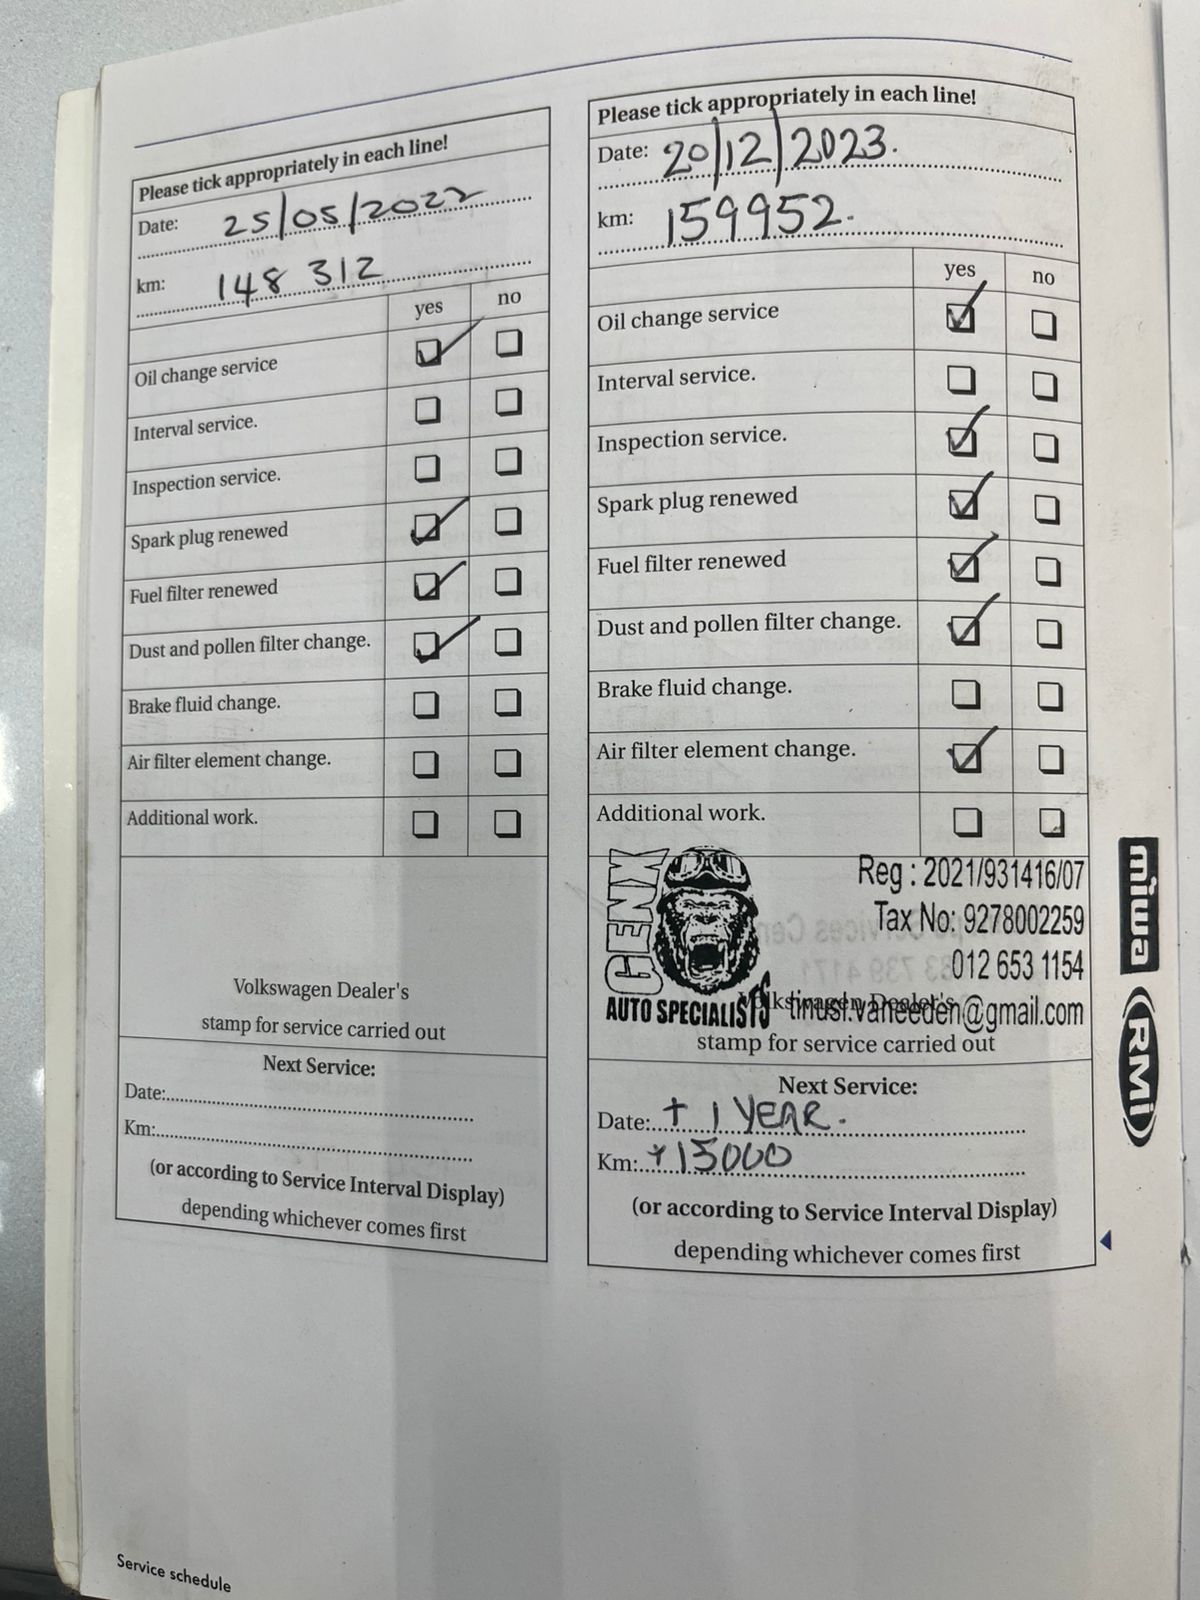 Please tick appropriately in each line!
Date: 25/05/2022
km: 148 312
yes no
Oil change service
Interval service.
Inspection service.
Spark plug renewed
Fuel filter renewed
Dust and pollen filter change.
Brake fluid change.
Air filter element change.
Additional work.
Volkswagen Dealer's
stamp for service carried out
Next Service:
Date:
Km:
(or according to Service Interval Display)
depending whichever comes first
Please tick appropriately in each line!
Date: 20/12/2023.
km: 159952.
yes no
Oil change service
Interval service.
Inspection service.
Spark plug renewed
Fuel filter renewed
Dust and pollen filter change.
Brake fluid change.
Air filter element change.
Additional work.
GENX
AUTO SPECIALISTS
Reg : 2021/931416/07
Tax No: 9278002259
012 653 1154
tinusf.vaneeden@gmail.com
Volkswagen Dealer's
stamp for service carried out
Next Service:
Date: + 1 YEAR.
Km: +15000
(or according to Service Interval Display)
depending whichever comes first
miwa
RMi
Service schedule